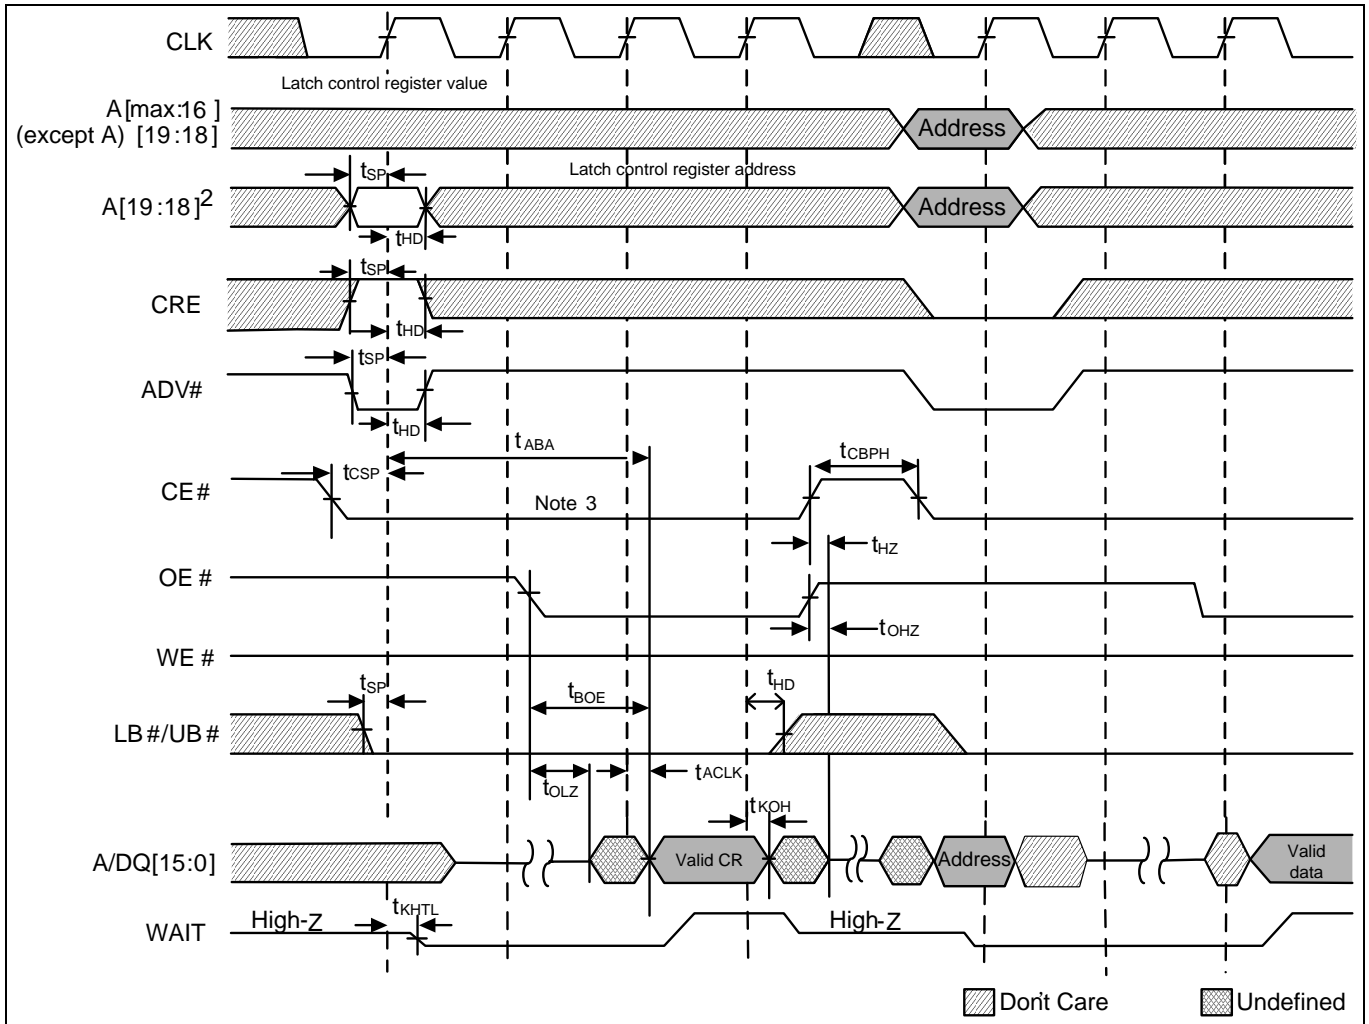 CLK
Latch control register value
A[max:16]
(except A) [19:18]
Address
tSP
Latch control register address
A[19:18]2
Address
tHD
tSP
CRE
tHD
tSP
ADV#
tHD
tABA
tCSP
tCBPH
CE#
Note 3
tHZ
OE #
tOHZ
WE #
tSP
tHD
tBOE
LB #/UB #
tOLZ
tACLK
tKOH
A/DQ[15:0]
Valid CR
Address
Valid
data
tKHTL
WAIT
High-Z
High-Z
Don't Care
Undefined